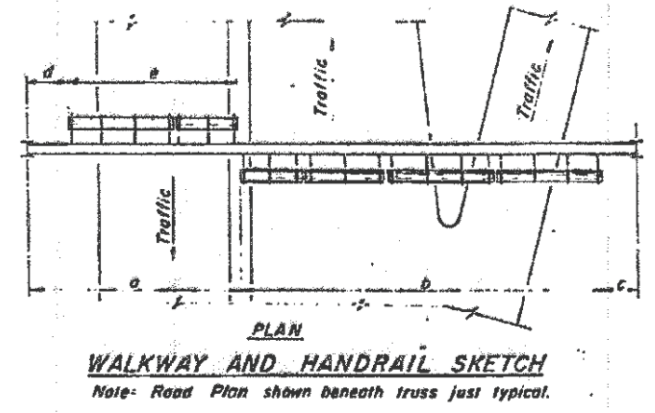 d e
Traffic Traffic
Traffic
a b c
PLAN
WALKWAY AND HANDRAIL SKETCH
Note: Road Plan shown beneath truss just typical.